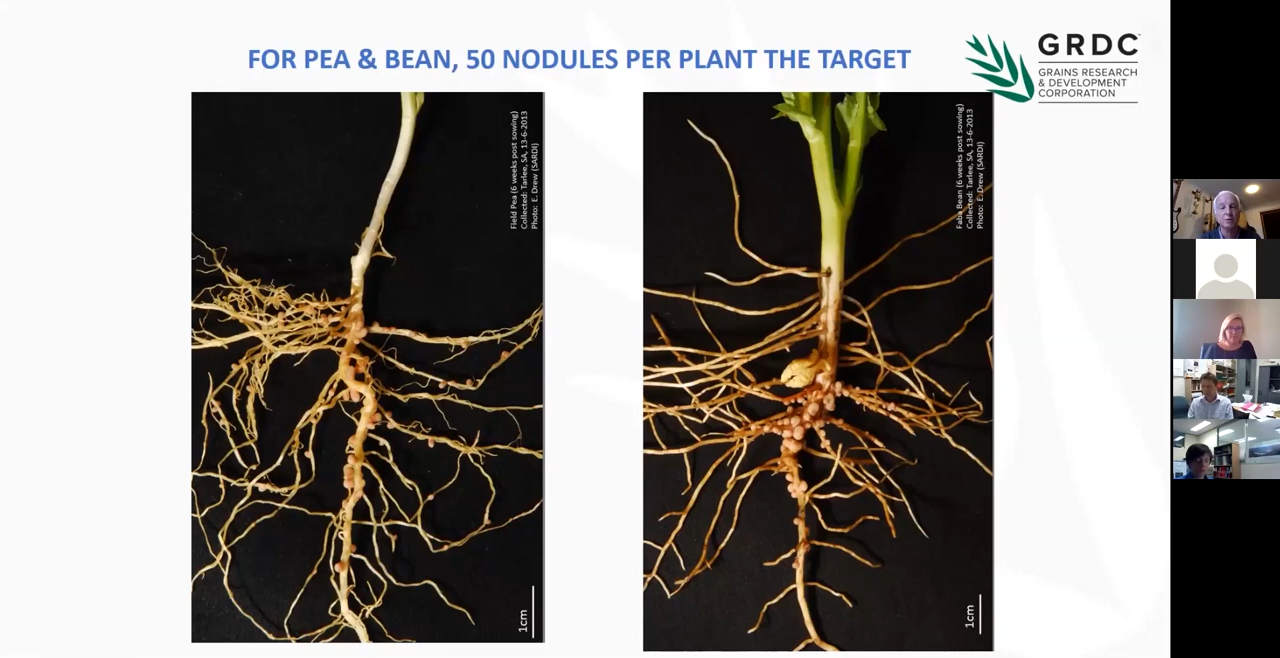 FOR PEA & BEAN, 50 NODULES PER PLANT THE TARGET
GRDC™
GRAINS RESEARCH
& DEVELOPMENT
CORPORATION
Field Pea (6 weeks post sowing)
Collected: Tarlee, SA, 13-6-2013
Photo: E. Drew (SARDI)
1cm
Faba Bean (6 weeks post sowing)
Collected: Tarlee, SA, 13-6-2013
Photo: E. Drew (SARDI)
1cm